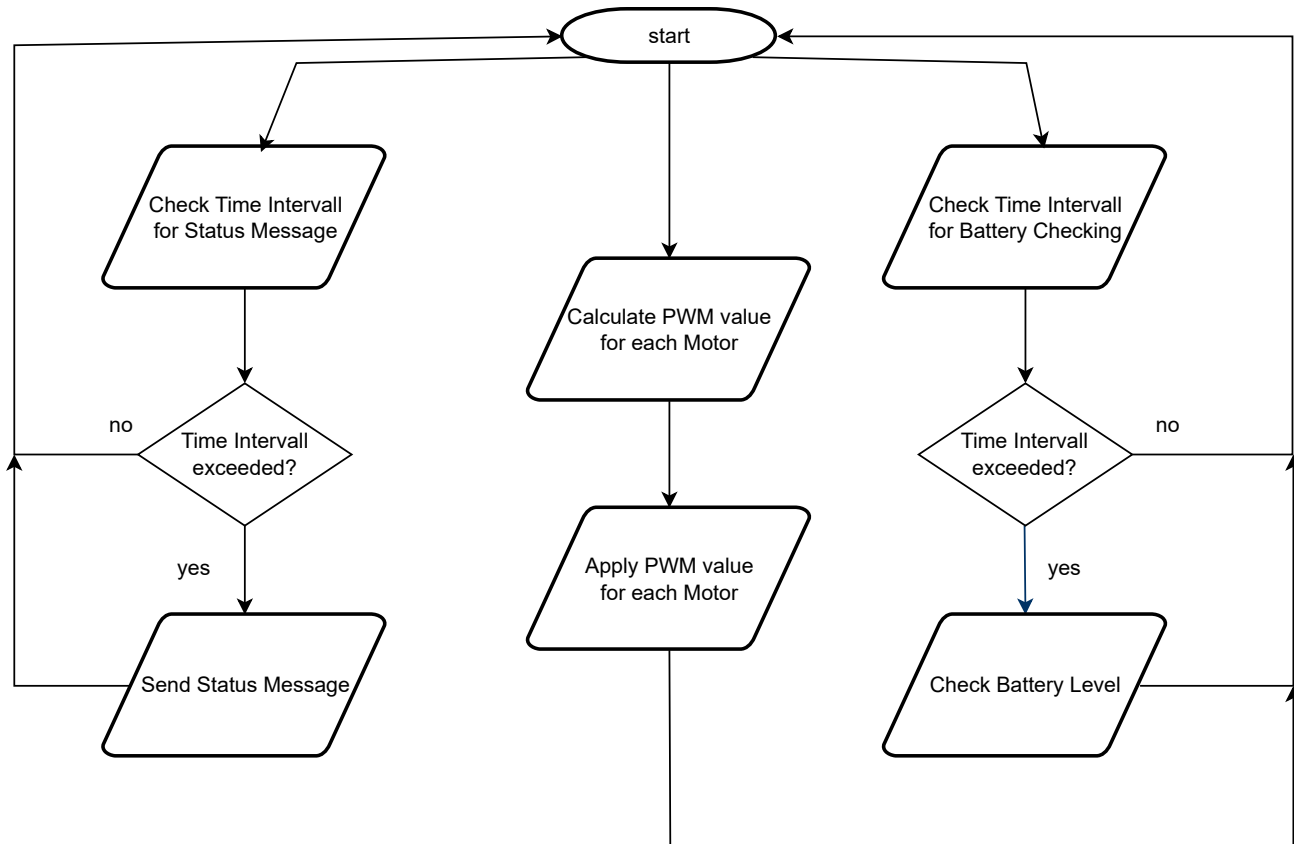 start
Check Time Intervall
for Status Message
Time Intervall
exceeded?
no
yes
Send Status Message
Calculate PWM value
for each Motor
Apply PWM value
for each Motor
Check Time Intervall
for Battery Checking
Time Intervall
exceeded?
no
yes
Check Battery Level